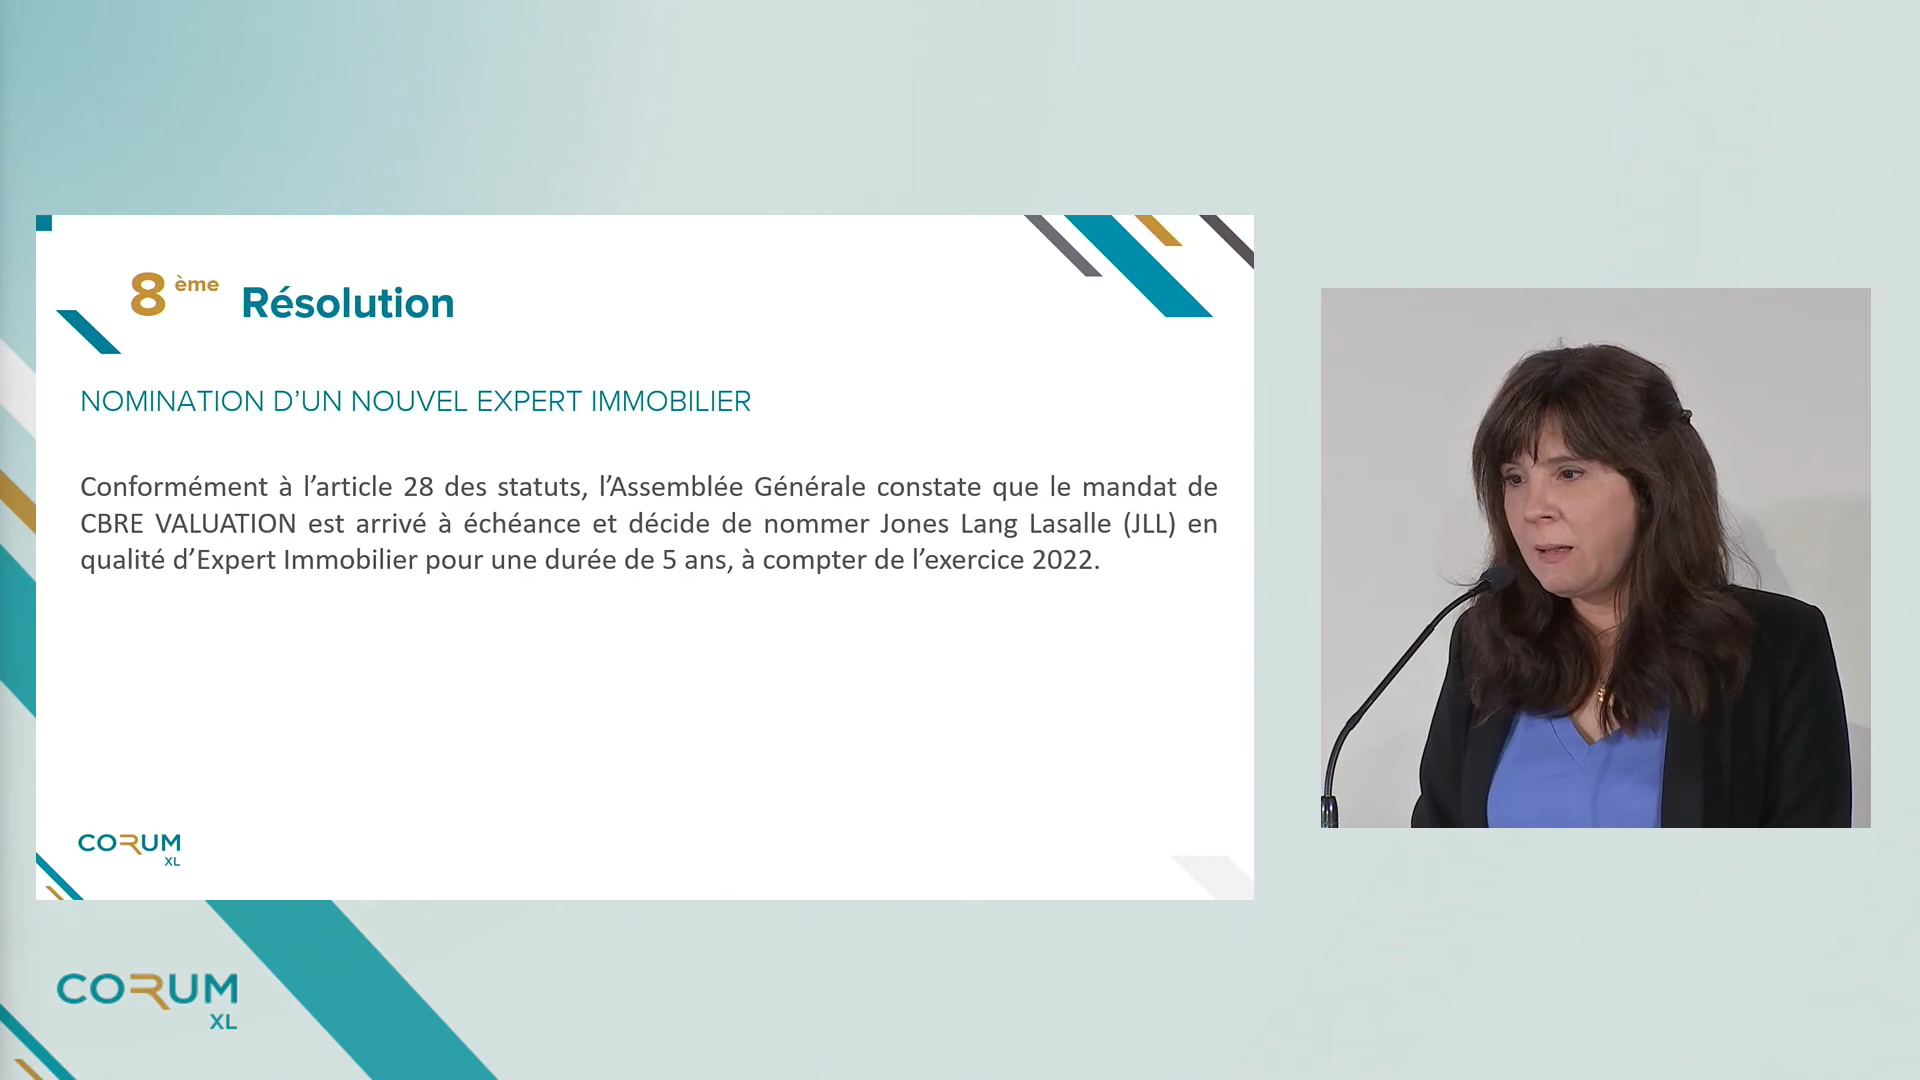 8 ème Résolution
NOMINATION D’UN NOUVEL EXPERT IMMOBILIER
Conformément à l’article 28 des statuts, l’Assemblée Générale constate que le mandat de
CBRE VALUATION est arrivé à échéance et décide de nommer Jones Lang Lasalle (JLL) en
qualité d’Expert Immobilier pour une durée de 5 ans, à compter de l’exercice 2022.
CORUM
XL
CORUM
XL